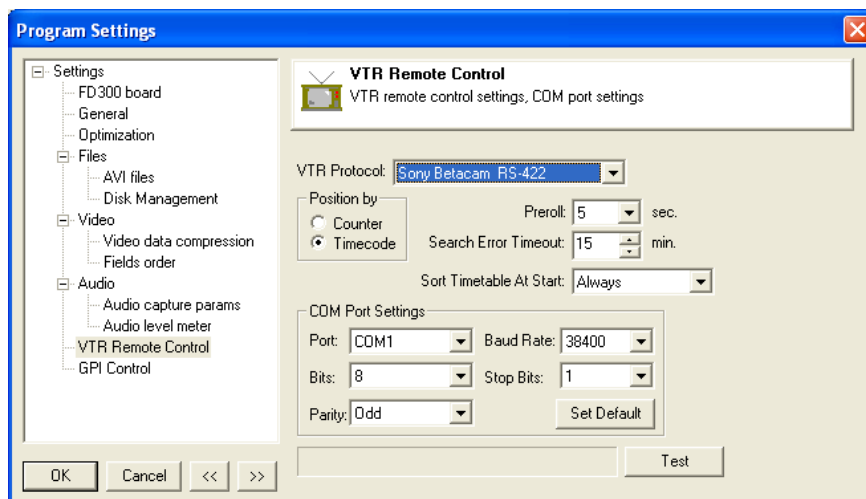 Program Settings
Settings
FD300 board
General
Optimization
Files
AVI files
Disk Management
Video
Video data compression
Fields order
Audio
Audio capture params
Audio level meter
VTR Remote Control
GPI Control
OK
Cancel
<<
>>
VTR Remote Control
VTR remote control settings, COM port settings
VTR Protocol: Sony Betacam RS-422
Position by
Counter
Timecode
Preroll: 5 sec.
Search Error Timeout: 15 min.
Sort Timetable At Start: Always
COM Port Settings
Port: COM1 Baud Rate: 38400
Bits: 8 Stop Bits: 1
Parity: Odd Set Default
Test